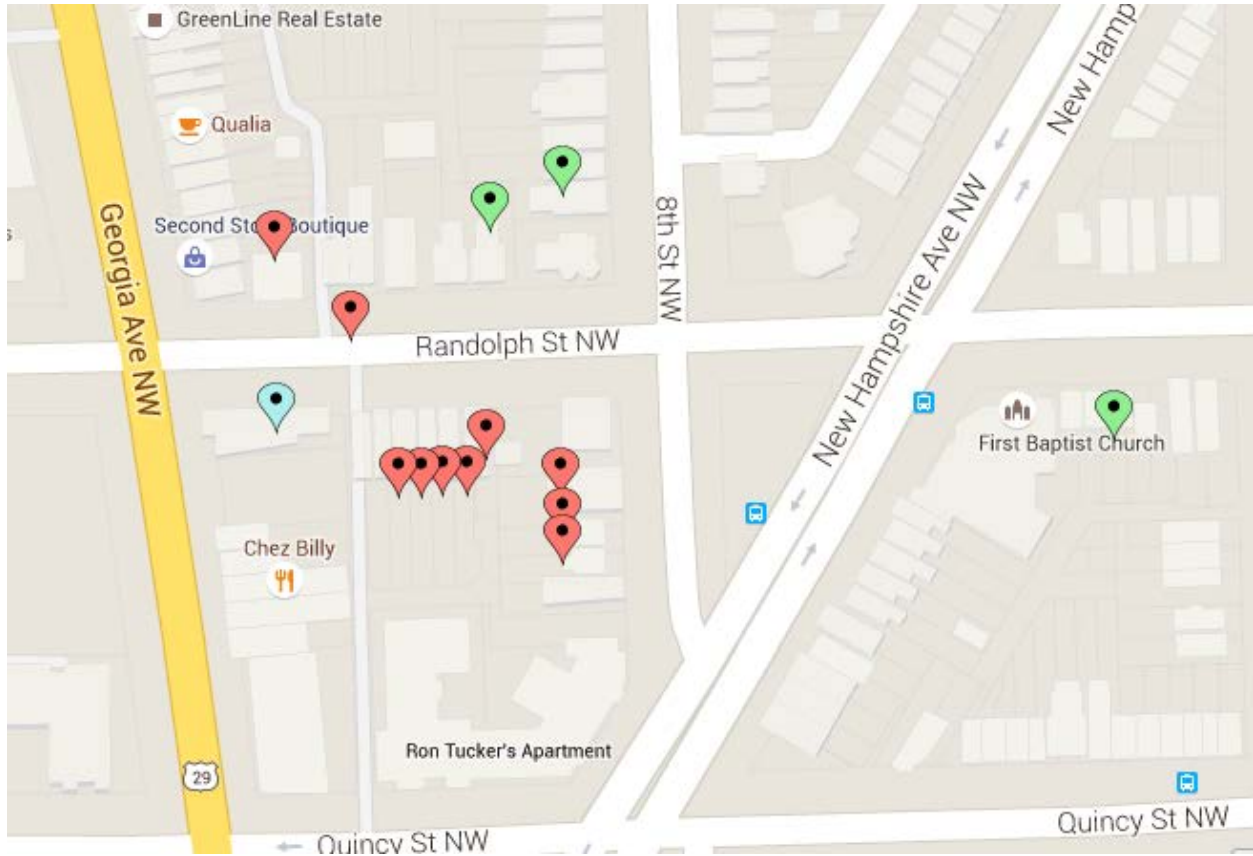 GreenLine Real Estate
New Hamp
Qualia
Georgia Ave NW
Second Sto Boutique
s
8th St NW
New Hampshire Ave NW
Randolph St NW
First Baptist Church
Chez Billy
Ron Tucker's Apartment
29
Quincy St NW
Quincy St NW